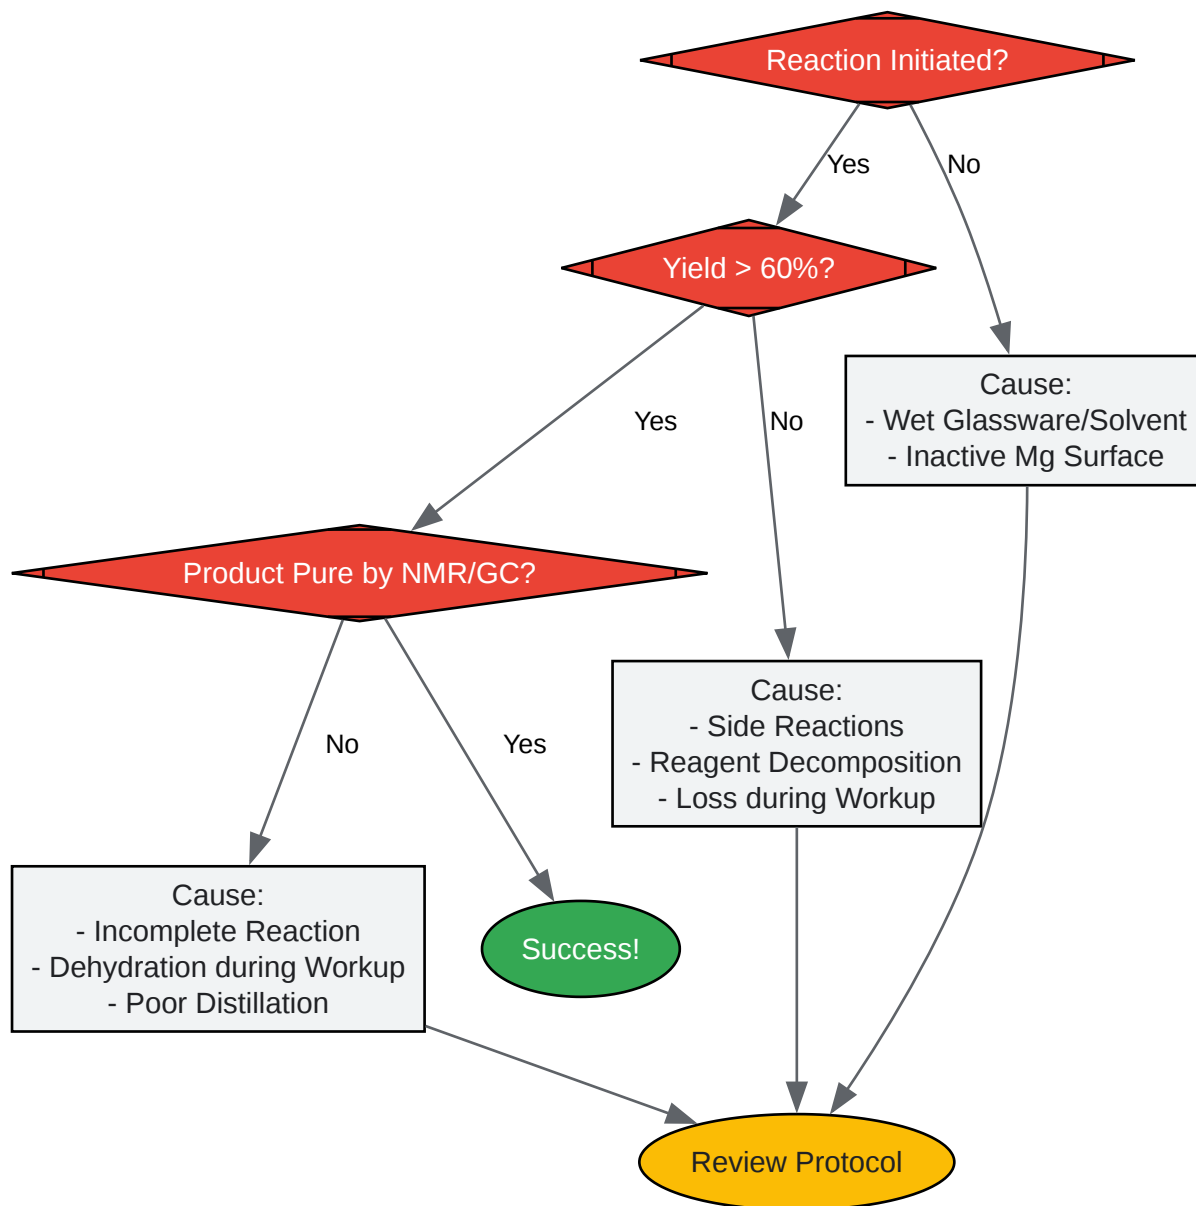 Reaction Initiated?
Yes
No
Yield > 60%?
Cause:
- Wet Glassware/Solvent
- Inactive Mg Surface
Yes
No
Product Pure by NMR/GC?
Cause:
- Side Reactions
- Reagent Decomposition
- Loss during Workup
No
Yes
Cause:
- Incomplete Reaction
- Dehydration during Workup
- Poor Distillation
Success!
Review Protocol